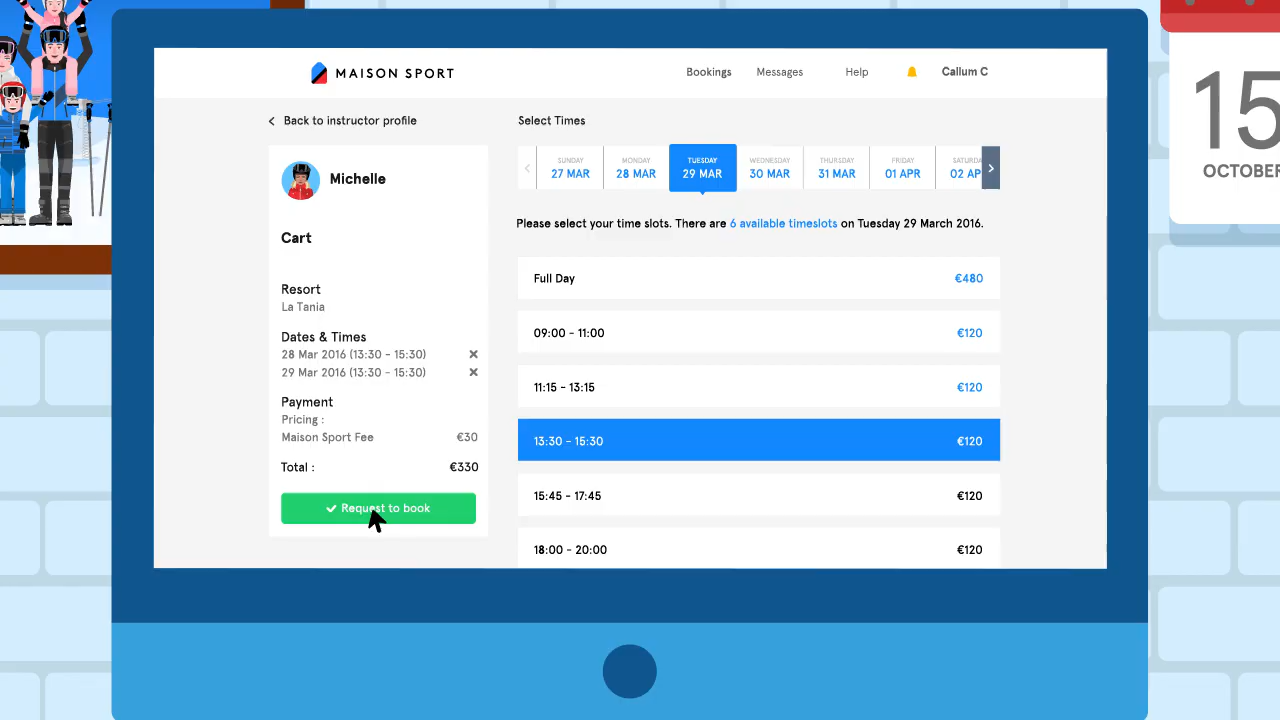 MAISON SPORT
Bookings
Messages
Help
Callum C
Back to instructor profile
Michelle
Cart
Resort
La Tania
Dates & Times
28 Mar 2016 (13:30 - 15:30)
29 Mar 2016 (13:30 - 15:30)
Payment
Pricing :
Maison Sport Fee €30
Total : €330
Request to book
Select Times
SUNDAY
27 MAR
MONDAY
28 MAR
TUESDAY
29 MAR
WEDNESDAY
30 MAR
THURSDAY
31 MAR
FRIDAY
01 APR
SATURDA
02 AP
Please select your time slots. There are 6 available timeslots on Tuesday 29 March 2016.
Full Day €480
09:00 - 11:00 €120
11:15 - 13:15 €120
13:30 - 15:30 €120
15:45 - 17:45 €120
18:00 - 20:00 €120
15
OCTOBER